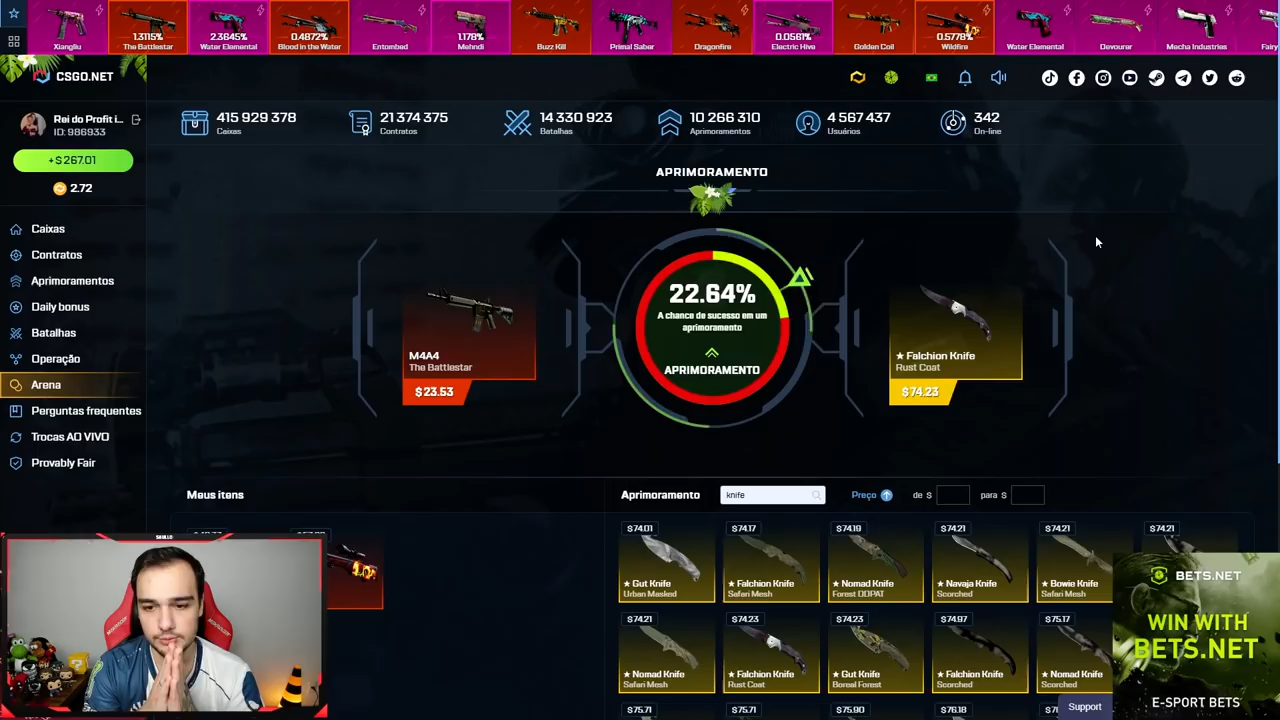 1.3115%
2.3645%
0.4872%
1.178%
0.0561%
0.5778%
Xiangliu
The Battlestar
Water Elemental
Blood in the Water
Entombed
Mehndi
Buzz Kill
Primal Saber
Dragonfire
Electric Hive
Golden Coil
Wildfire
Water Elemental
Devourer
Mecha Industries
Fairy
CSGO.NET
Rei do Profit i...
ID: 986933
+$267.01
2.72
415 929 378
Caixas
21 374 375
Contratos
14 330 923
Batalhas
10 266 310
Aprimoramentos
4 567 437
Usuários
342
On-line
Caixas
Contratos
Aprimoramentos
Daily bonus
Batalhas
Operação
Arena
Perguntas frequentes
Trocas AO VIVO
Provably Fair
APRIMORAMENTO
22.64%
A chance de sucesso em um
aprimoramento
APRIMORAMENTO
M4A4
The Battlestar
$23.53
★ Falchion Knife
Rust Coat
$74.23
Meus itens
Aprimoramento
knife
Preço
de $
para $
$74.01
★ Gut Knife
Urban Masked
$74.17
★ Falchion Knife
Safari Mesh
$74.19
★ Nomad Knife
Forest DDPAT
$74.21
★ Navaja Knife
Scorched
$74.21
★ Bowie Knife
Safari Mesh
$74.21
$74.21
★ Nomad Knife
Safari Mesh
$74.23
★ Falchion Knife
Rust Coat
$74.23
★ Gut Knife
Boreal Forest
$74.97
★ Falchion Knife
Scorched
$75.17
★ Nomad Knife
Scorched
$75.71
$75.71
$75.90
$76.18
BETS.NET
WIN WITH
BETS.NET
E-SPORT BETS
Support